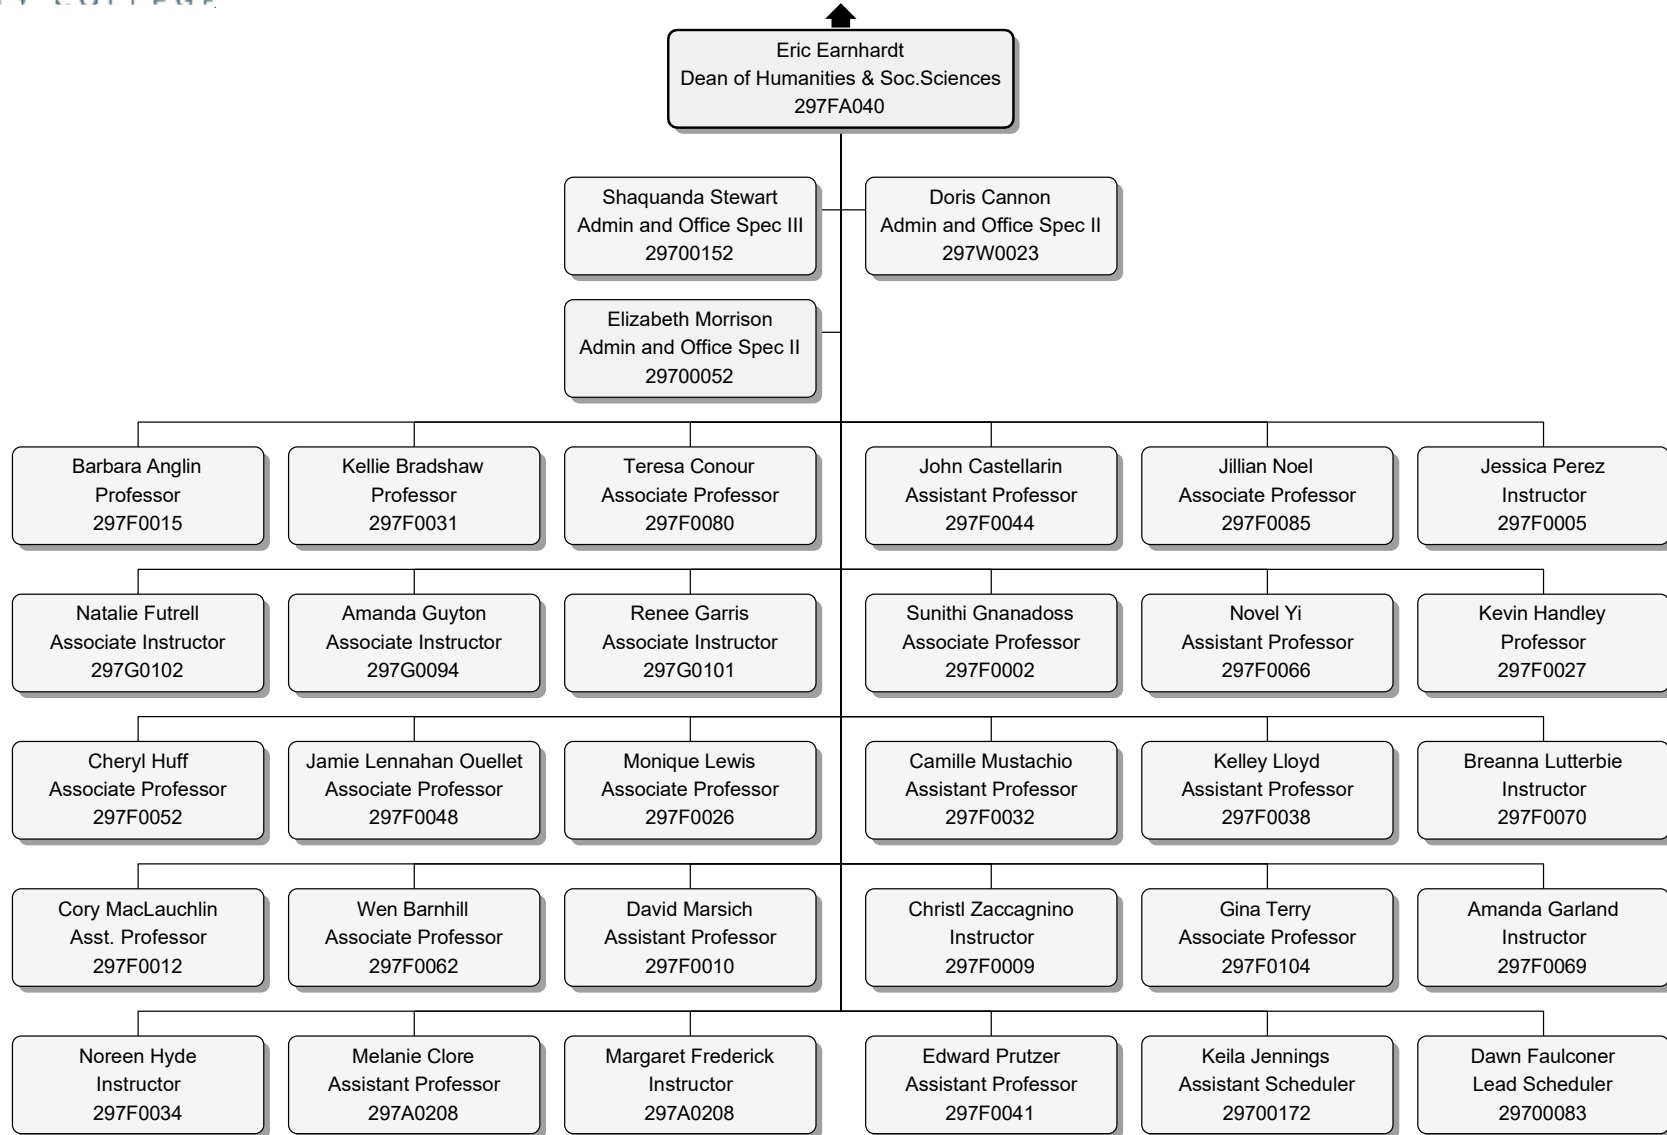 Eric Earnhardt
Dean of Humanities & Soc.Sciences
297FA040
Shaquanda Stewart
Admin and Office Spec III
29700152
Doris Cannon
Admin and Office Spec II
297W0023
Elizabeth Morrison
Admin and Office Spec II
29700052
Barbara Anglin
Professor
297F0015
Kellie Bradshaw
Professor
297F0031
Teresa Conour
Associate Professor
297F0080
John Castellarin
Assistant Professor
297F0044
Jillian Noel
Associate Professor
297F0085
Jessica Perez
Instructor
297F0005
Natalie Futrell
Associate Instructor
297G0102
Amanda Guyton
Associate Instructor
297G0094
Renee Garris
Associate Instructor
297G0101
Sunithi Gnanadoss
Associate Professor
297F0002
Novel Yi
Assistant Professor
297F0066
Kevin Handley
Professor
297F0027
Cheryl Huff
Associate Professor
297F0052
Jamie Lennahan Ouellet
Associate Professor
297F0048
Monique Lewis
Associate Professor
297F0026
Camille Mustachio
Assistant Professor
297F0032
Kelley Lloyd
Assistant Professor
297F0038
Breanna Lutterbie
Instructor
297F0070
Cory MacLauchlin
Asst. Professor
297F0012
Wen Barnhill
Associate Professor
297F0062
David Marsich
Assistant Professor
297F0010
Christl Zaccagnino
Instructor
297F0009
Gina Terry
Associate Professor
297F0104
Amanda Garland
Instructor
297F0069
Noreen Hyde
Instructor
297F0034
Melanie Clore
Assistant Professor
297A0208
Margaret Frederick
Instructor
297A0208
Edward Prutzer
Assistant Professor
297F0041
Keila Jennings
Assistant Scheduler
29700172
Dawn Faulconer
Lead Scheduler
29700083